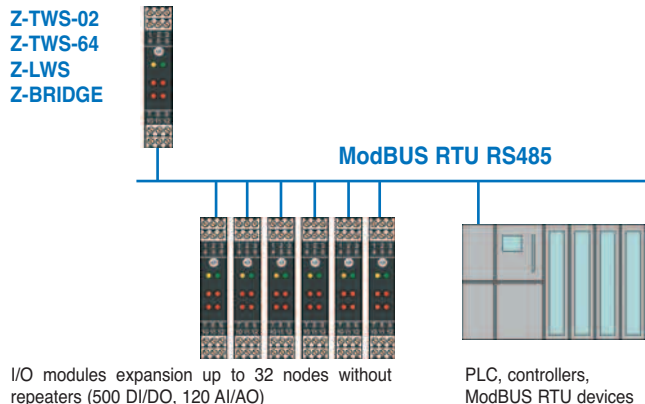 Z-TWS-02
Z-TWS-64
Z-LWS
Z-BRIDGE
ModBUS RTU RS485
I/O modules expansion up to 32 nodes without
repeaters (500 DI/DO, 120 AI/AO)
PLC, controllers,
ModBUS RTU devices